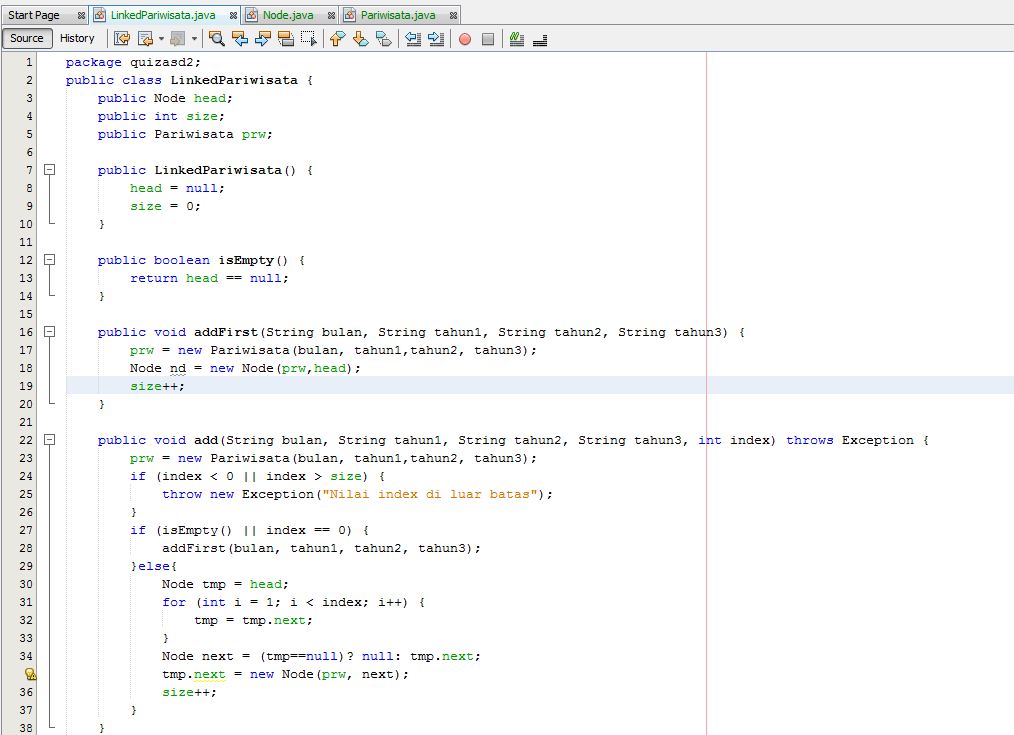 Start Page LinkedPariwisata.java Node.java Pariwisata.java
Source History
1 package quizasd2;
2 public class LinkedPariwisata {
3 public Node head;
4 public int size;
5 public Pariwisata prw;
6
7 public LinkedPariwisata() {
8 head = null;
9 size = 0;
10 }
11
12 public boolean isEmpty() {
13 return head == null;
14 }
15
16 public void addFirst(String bulan, String tahun1, String tahun2, String tahun3) {
17 prw = new Pariwisata(bulan, tahun1,tahun2, tahun3);
18 Node nd = new Node(prw,head);
19 size++;
20 }
21
22 public void add(String bulan, String tahun1, String tahun2, String tahun3, int index) throws Exception {
23 prw = new Pariwisata(bulan, tahun1,tahun2, tahun3);
24 if (index < 0 || index > size) {
25 throw new Exception("Nilai index di luar batas");
26 }
27 if (isEmpty() || index == 0) {
28 addFirst(bulan, tahun1, tahun2, tahun3);
29 }else{
30 Node tmp = head;
31 for (int i = 1; i < index; i++) {
32 tmp = tmp.next;
33 }
34 Node next = (tmp==null)? null: tmp.next;
tmp.next = new Node(prw, next);
36 size++;
37 }
38 }